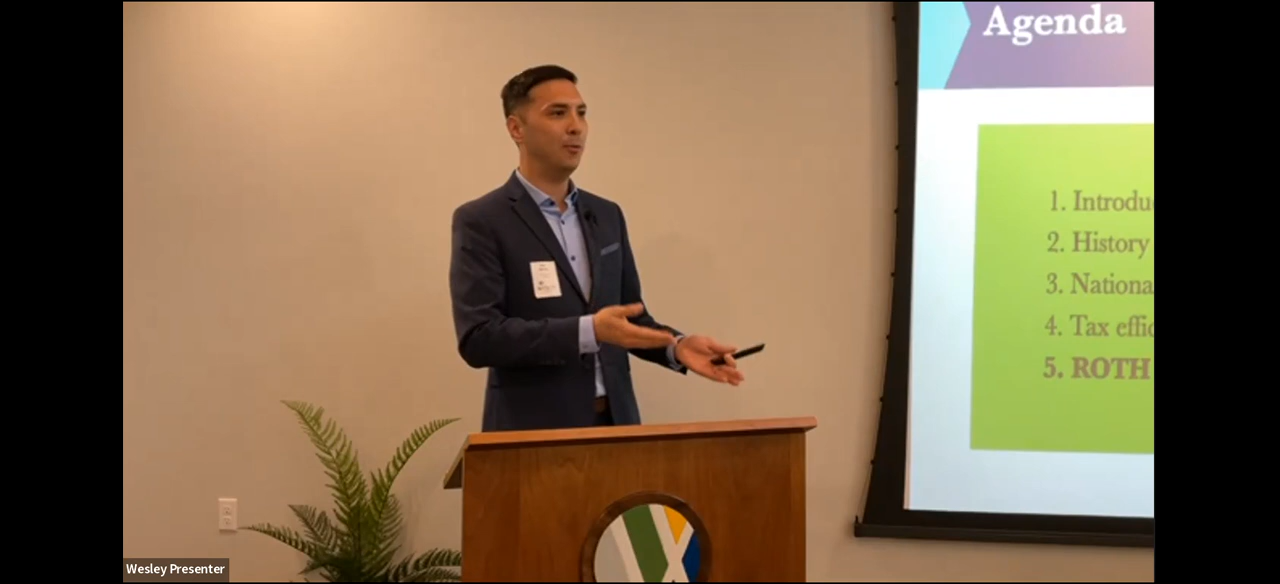 Agenda
1. Introdu
2. History
3. Nationa
4. Tax effic
5. ROTH
Wesley Presenter